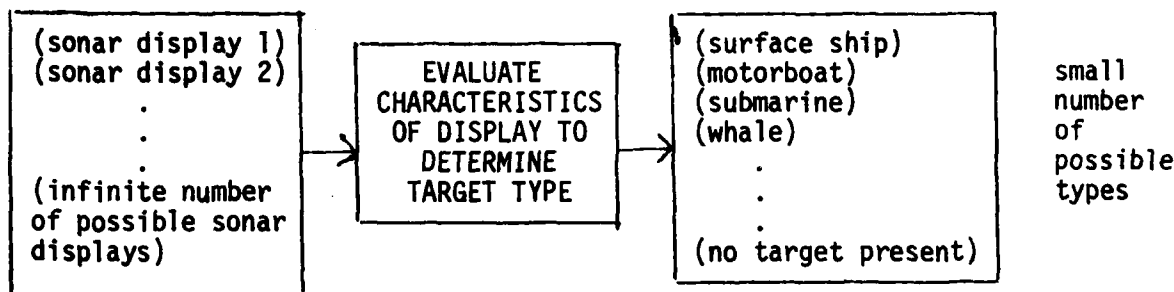 (sonar display 1)
(sonar display 2)
.
.
.
(infinite number
of possible sonar
displays)
EVALUATE
CHARACTERISTICS
OF DISPLAY TO
DETERMINE
TARGET TYPE
(surface ship)
(motorboat)
(submarine)
(whale)
.
.
.
(no target present)
small
number
of
possible
types